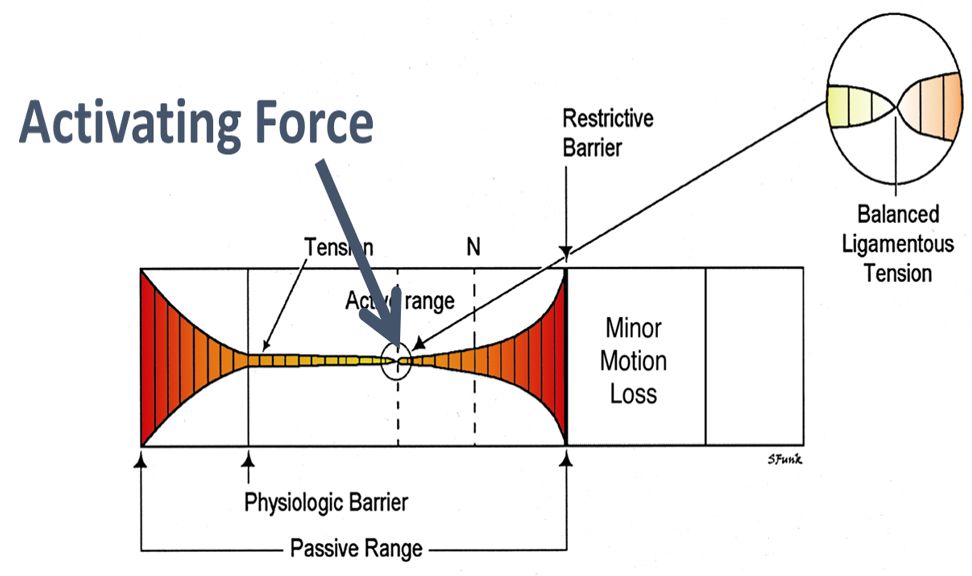 Activating Force
Restrictive
Barrier
Balanced
Ligamentous
Tension
Tension
N
Active range
Minor
Motion
Loss
SFunk
Physiologic Barrier
Passive Range